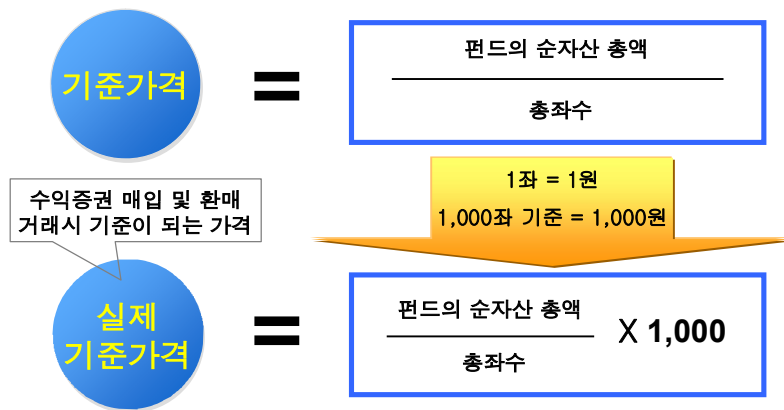 기준가격
=
펀드의 순자산 총액
총좌수
1좌 = 1원
1,000좌 기준 = 1,000원
수익증권 매입 및 환매
거래시 기준이 되는 가격
실제
기준가격
=
펀드의 순자산 총액
총좌수
X 1,000